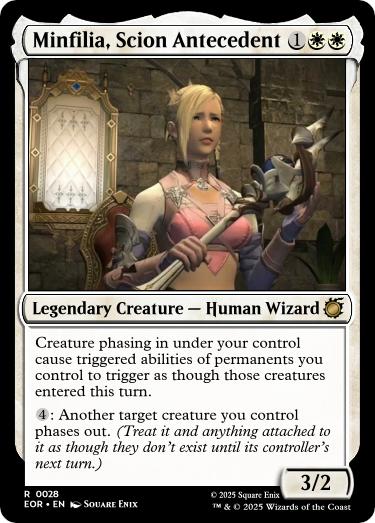 Minfilia, Scion Antecedent 1
Legendary Creature — Human Wizard
Creature phasing in under your control
cause triggered abilities of permanents you
control to trigger as though those creatures
entered this turn.
4: Another target creature you control
phases out. (Treat it and anything attached to
it as though they don't exist until its controller's
next turn.)
3/2
R 0028
EOR • EN SQUARE ENIX
© 2025 Square Enix
™ & © 2025 Wizards of the Coast